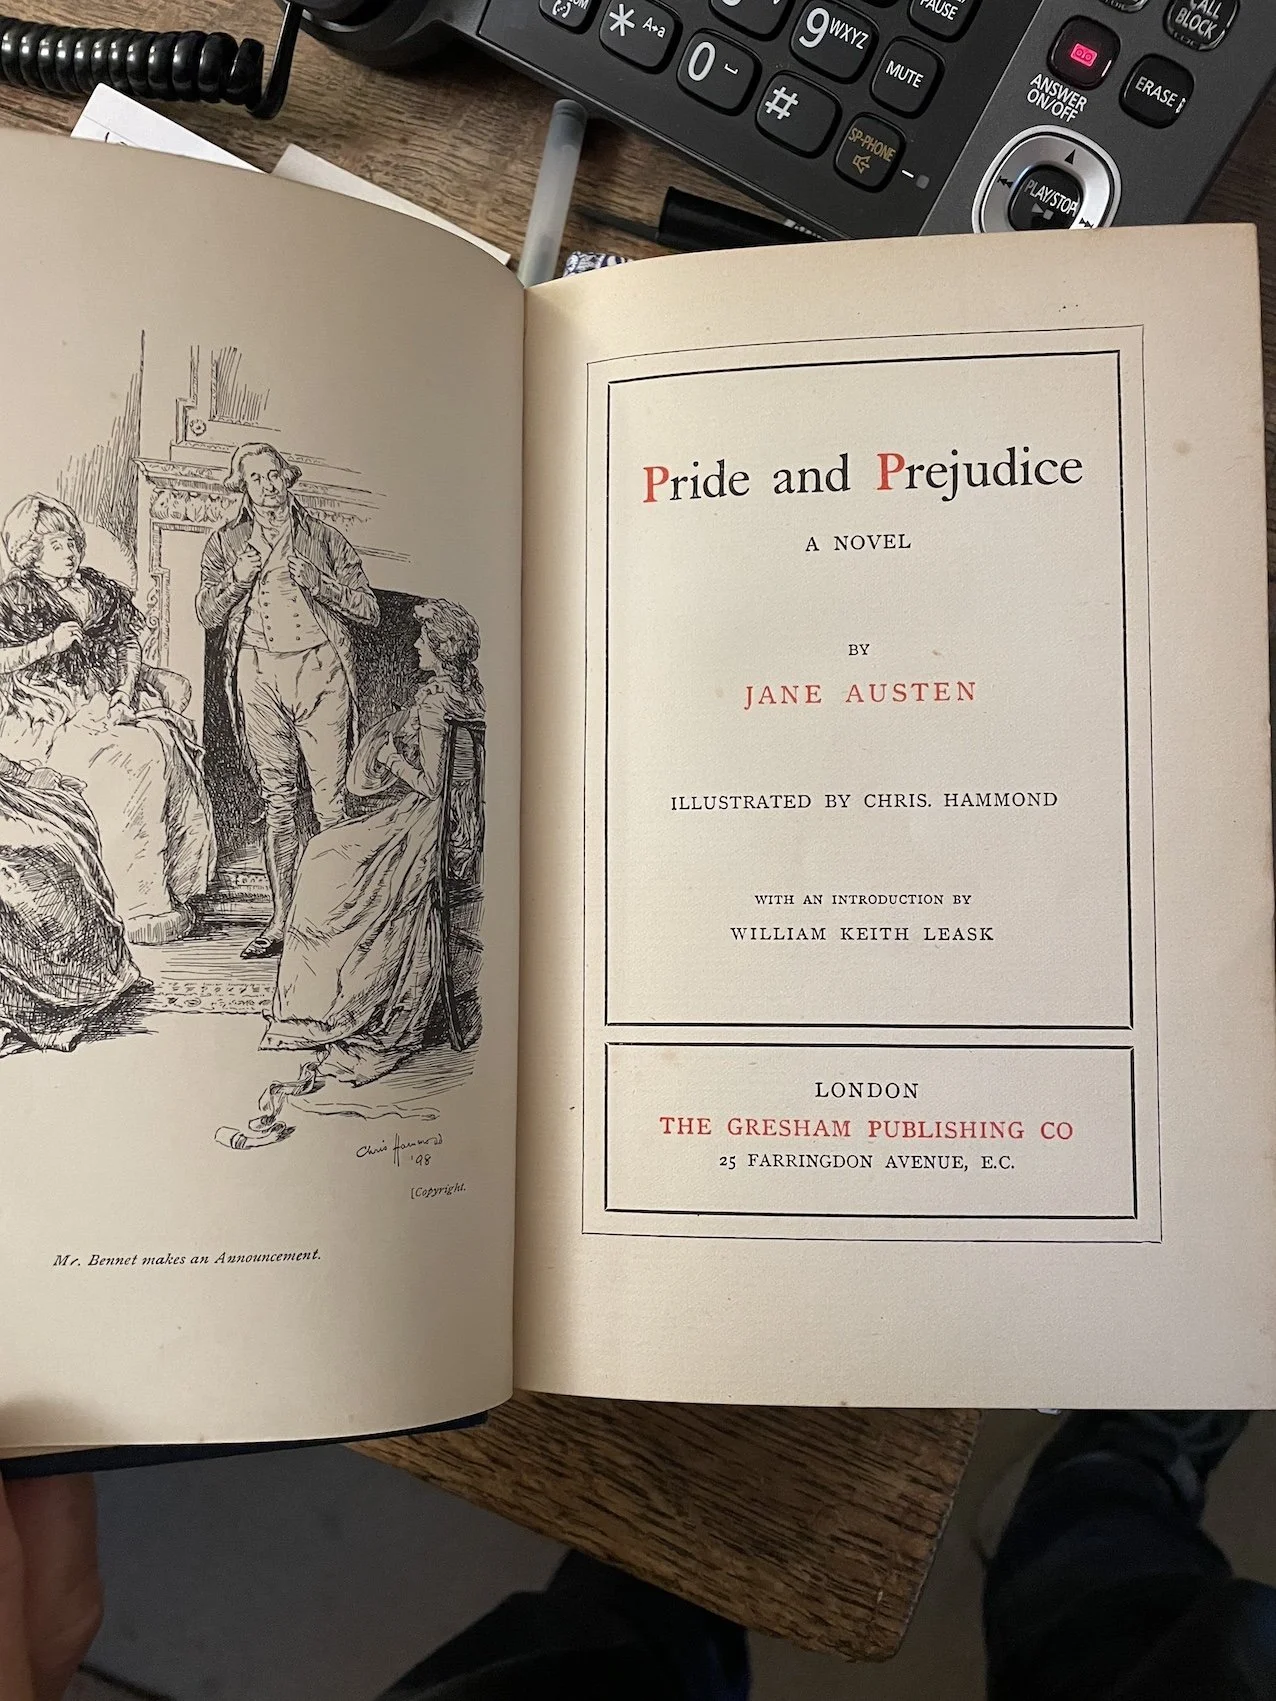 PAUSE
CALL
BLOCK
* A→a
0
9WXYZ
#
MUTE
ANSWER
ON/OFF
ERASE
SP-PHONE
PLAY/STOP
Chris Hammond
'98
[Copyright.
Mr. Bennet makes an Announcement.
Pride and Prejudice
A NOVEL
BY
JANE AUSTEN
ILLUSTRATED BY CHRIS. HAMMOND
WITH AN INTRODUCTION BY
WILLIAM KEITH LEASK
LONDON
THE GRESHAM PUBLISHING CO
25 FARRINGDON AVENUE, E.C.